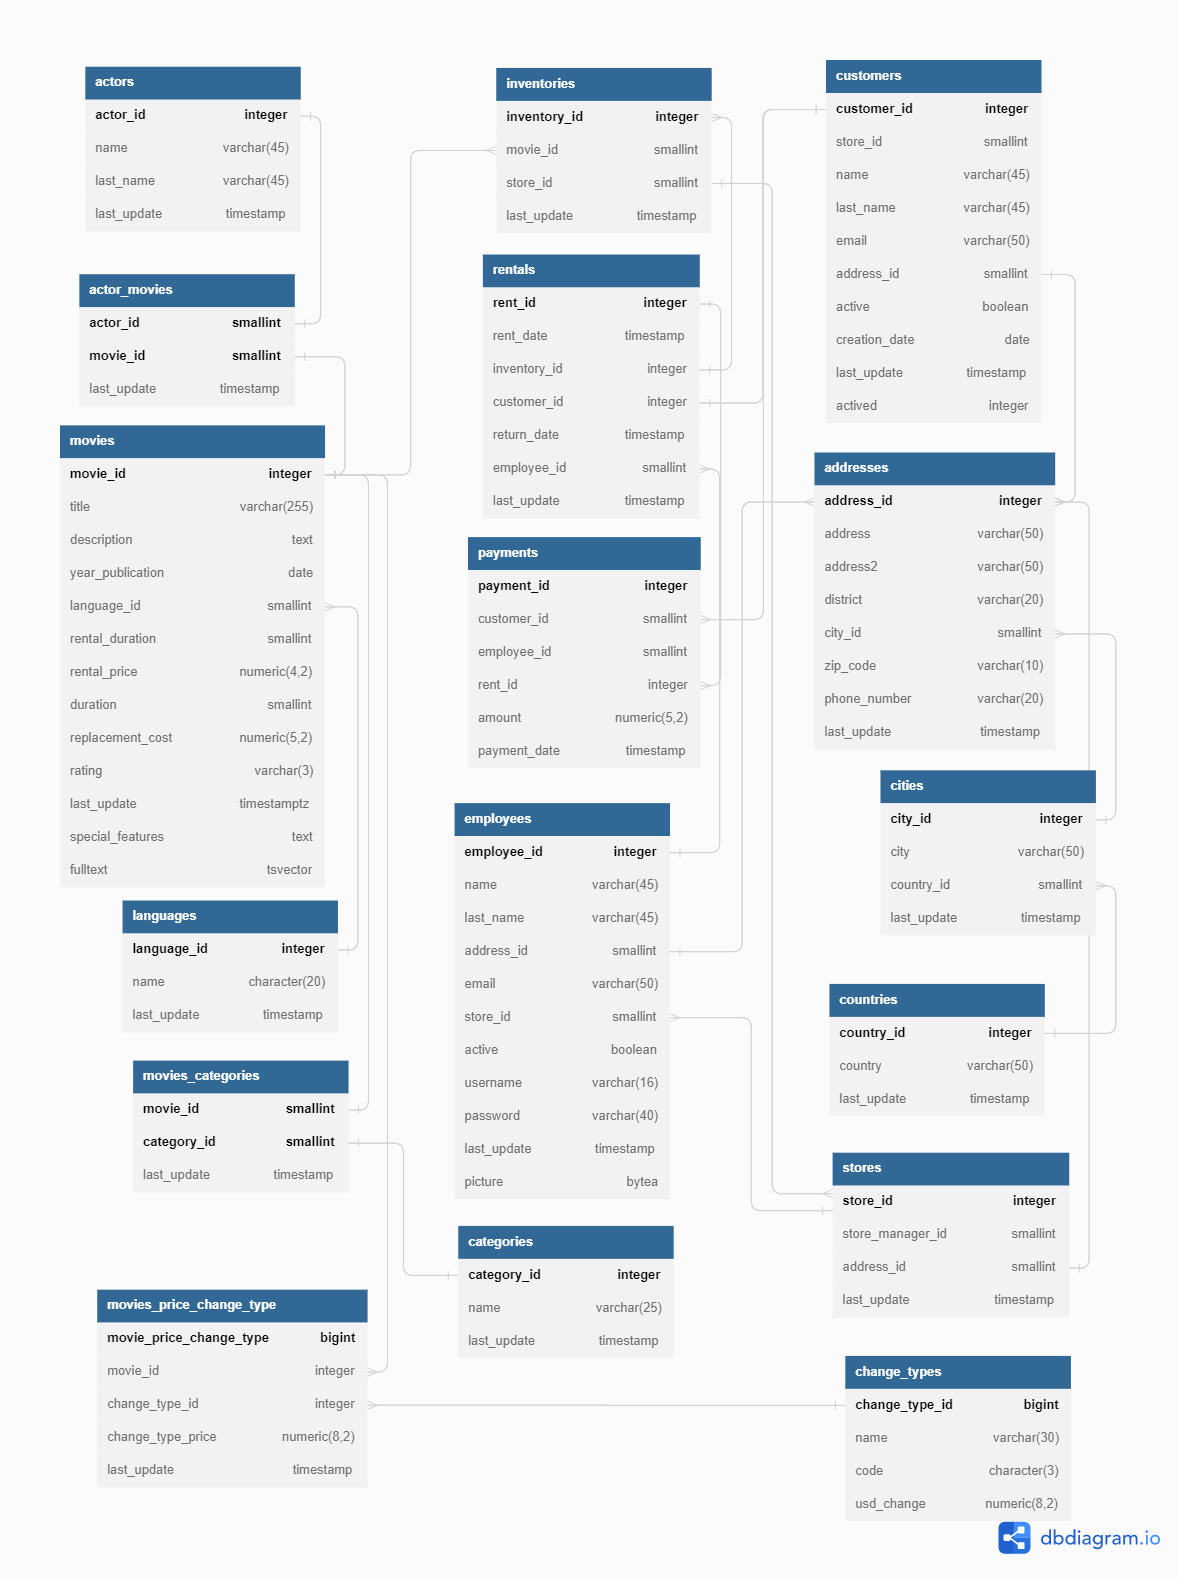 actors
actor_id integer
name varchar(45)
last_name varchar(45)
last_update timestamp
actor_movies
actor_id smallint
movie_id smallint
last_update timestamp
movies
movie_id integer
title varchar(255)
description text
year_publication date
language_id smallint
rental_duration smallint
rental_price numeric(4,2)
duration smallint
replacement_cost numeric(5,2)
rating varchar(3)
last_update timestamptz
special_features text
fulltext tsvector
languages
language_id integer
name character(20)
last_update timestamp
movies_categories
movie_id smallint
category_id smallint
last_update timestamp
movies_price_change_type
movie_price_change_type bigint
movie_id integer
change_type_id integer
change_type_price numeric(8,2)
last_update timestamp
inventories
inventory_id integer
movie_id smallint
store_id smallint
last_update timestamp
rentals
rent_id integer
rent_date timestamp
inventory_id integer
customer_id integer
return_date timestamp
employee_id smallint
last_update timestamp
payments
payment_id integer
customer_id smallint
employee_id smallint
rent_id integer
amount numeric(5,2)
payment_date timestamp
employees
employee_id integer
name varchar(45)
last_name varchar(45)
address_id smallint
email varchar(50)
store_id smallint
active boolean
username varchar(16)
password varchar(40)
last_update timestamp
picture bytea
categories
category_id integer
name varchar(25)
last_update timestamp
customers
customer_id integer
store_id smallint
name varchar(45)
last_name varchar(45)
email varchar(50)
address_id smallint
active boolean
creation_date date
last_update timestamp
actived integer
addresses
address_id integer
address varchar(50)
address2 varchar(50)
district varchar(20)
city_id smallint
zip_code varchar(10)
phone_number varchar(20)
last_update timestamp
cities
city_id integer
city varchar(50)
country_id smallint
last_update timestamp
countries
country_id integer
country varchar(50)
last_update timestamp
stores
store_id integer
store_manager_id smallint
address_id smallint
last_update timestamp
change_types
change_type_id bigint
name varchar(30)
code character(3)
usd_change numeric(8,2)
dbdiagram.io